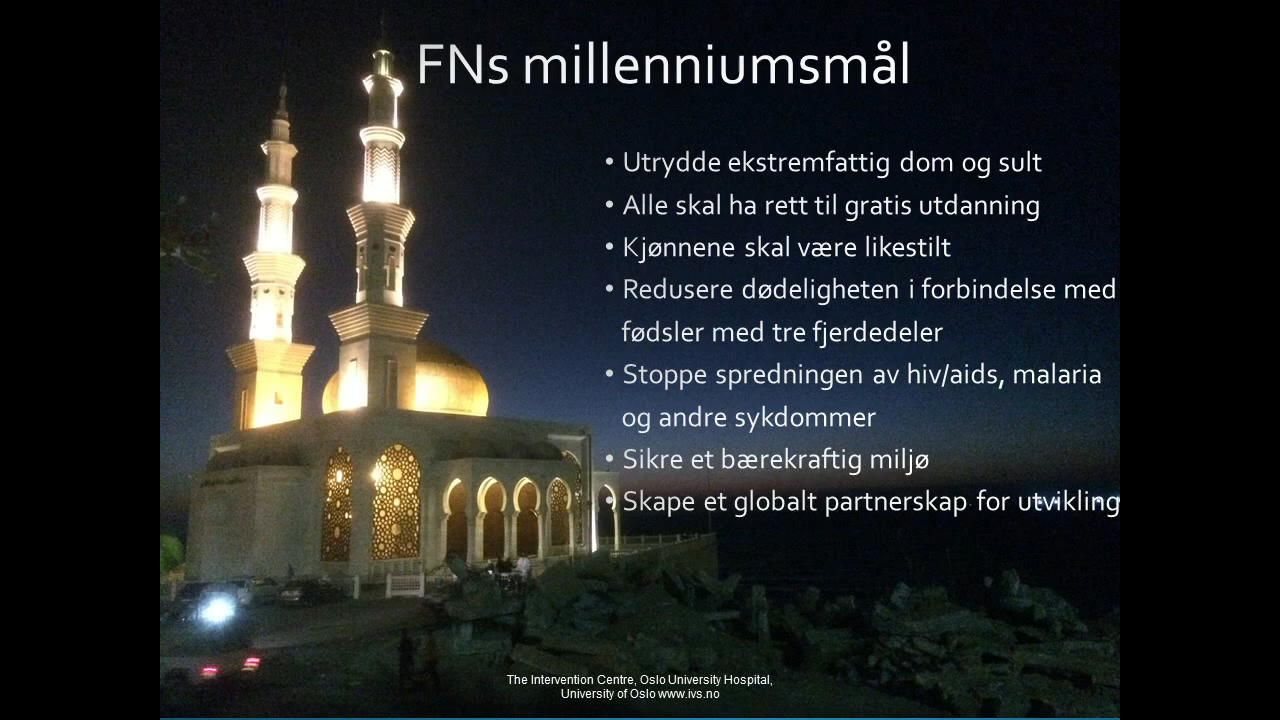 FNs millenniumsmål
• Utrydde ekstremfattig dom og sult
• Alle skal ha rett til gratis utdanning
• Kjønnene skal være likestilt
• Redusere dødeligheten i forbindelse med
fødsler med tre fjerdedeler
• Stoppe spredningen av hiv/aids, malaria
og andre sykdommer
• Sikre et bærekraftig miljø
• Skape et globalt partnerskap for utvikling
The Intervention Centre, Oslo University Hospital,
University of Oslo www.ivs.no